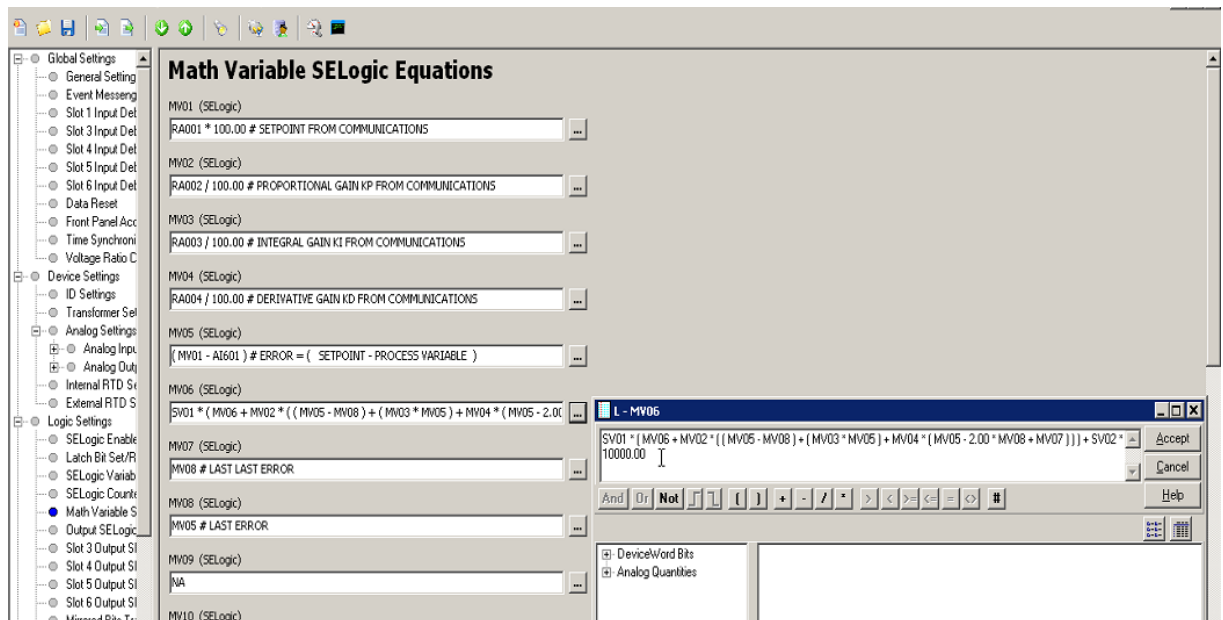 Global Settings
General Setting
Event Messeng
Slot 1 Input Det
Slot 3 Input Det
Slot 4 Input Det
Slot 5 Input Det
Slot 6 Input Det
Data Reset
Front Panel Acc
Time Synchroni
Voltage Ratio C
Device Settings
ID Settings
Transformer Set
Analog Settings
Analog Inpu
Analog Outp
Internal RTD Se
External RTD S
Logic Settings
SELogic Enable
Latch Bit Set/R
SELogic Variab
SELogic Counte
Math Variable S
Output SELogic
Slot 3 Output SI
Slot 4 Output SI
Slot 5 Output SI
Slot 6 Output SI
Mirrored Bits Tr
Math Variable SELogic Equations
MV01 (SELogic)
RA001 * 100.00 # SETPOINT FROM COMMUNICATIONS
...
MV02 (SELogic)
RA002 / 100.00 # PROPORTIONAL GAIN KP FROM COMMUNICATIONS
...
MV03 (SELogic)
RA003 / 100.00 # INTEGRAL GAIN KI FROM COMMUNICATIONS
...
MV04 (SELogic)
RA004 / 100.00 # DERIVATIVE GAIN KD FROM COMMUNICATIONS
...
MV05 (SELogic)
( MV01 - AI601 ) # ERROR = ( SETPOINT - PROCESS VARIABLE )
...
MV06 (SELogic)
SV01 * ( MV06 + MV02 * ( ( MV05 - MV08 ) + ( MV03 * MV05 ) + MV04 * ( MV05 - 2.00
...
MV07 (SELogic)
MV08 # LAST LAST ERROR
...
MV08 (SELogic)
MV05 # LAST ERROR
...
MV09 (SELogic)
NA
...
MV10 (SELogic)
L - MV06
SV01 * ( MV06 + MV02 * ( ( MV05 - MV08 ) + ( MV03 * MV05 ) + MV04 * ( MV05 - 2.00 * MV08 + MV07 ) ) ) + SV02 *
10000.00
Accept
Cancel
Help
And Or Not ( ) + - / * > < >= <= = <> #
DeviceWord Bits
Analog Quantities